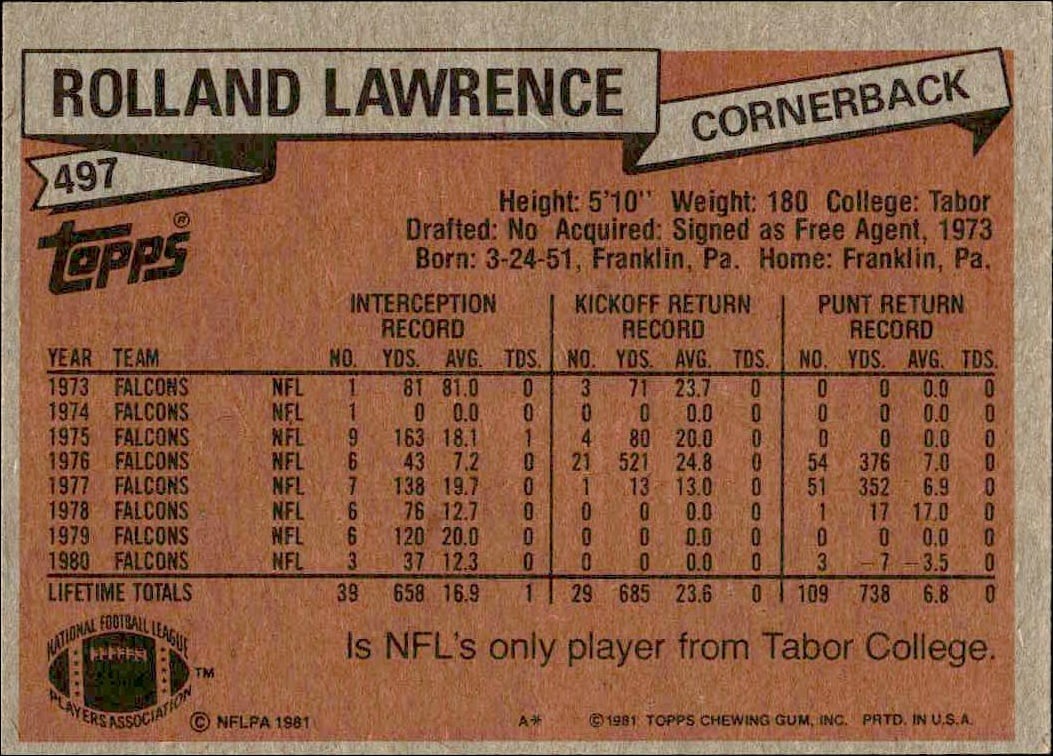 ROLLAND LAWRENCE
CORNERBACK
497
Topps®
Height: 5'10" Weight: 180 College: Tabor
Drafted: No Acquired: Signed as Free Agent, 1973
Born: 3-24-51, Franklin, Pa. Home: Franklin, Pa.
INTERCEPTION RECORD KICKOFF RETURN RECORD PUNT RETURN RECORD
YEAR TEAM NO. YDS. AVG. TDS. NO. YDS. AVG. TDS. NO. YDS. AVG. TDS.
1973 FALCONS NFL 1 81 81.0 0 3 71 23.7 0 0 0 0.0 0
1974 FALCONS NFL 1 0 0.0 0 0 0 0.0 0 0 0 0.0 0
1975 FALCONS NFL 9 163 18.1 1 4 80 20.0 0 0 0 0.0 0
1976 FALCONS NFL 6 43 7.2 0 21 521 24.8 0 54 376 7.0 0
1977 FALCONS NFL 7 138 19.7 0 1 13 13.0 0 51 352 6.9 0
1978 FALCONS NFL 6 76 12.7 0 0 0 0.0 0 1 17 17.0 0
1979 FALCONS NFL 6 120 20.0 0 0 0 0.0 0 0 0 0.0 0
1980 FALCONS NFL 3 37 12.3 0 0 0 0.0 0 3 -7 -3.5 0
LIFETIME TOTALS 39 658 16.9 1 29 685 23.6 0 109 738 6.8 0
NATIONAL FOOTBALL LEAGUE
PLAYERS ASSOCIATION
TM
Is NFL's only player from Tabor College.
© NFLPA 1981 A* ©1981 TOPPS CHEWING GUM, INC. PRTD. IN U.S.A.